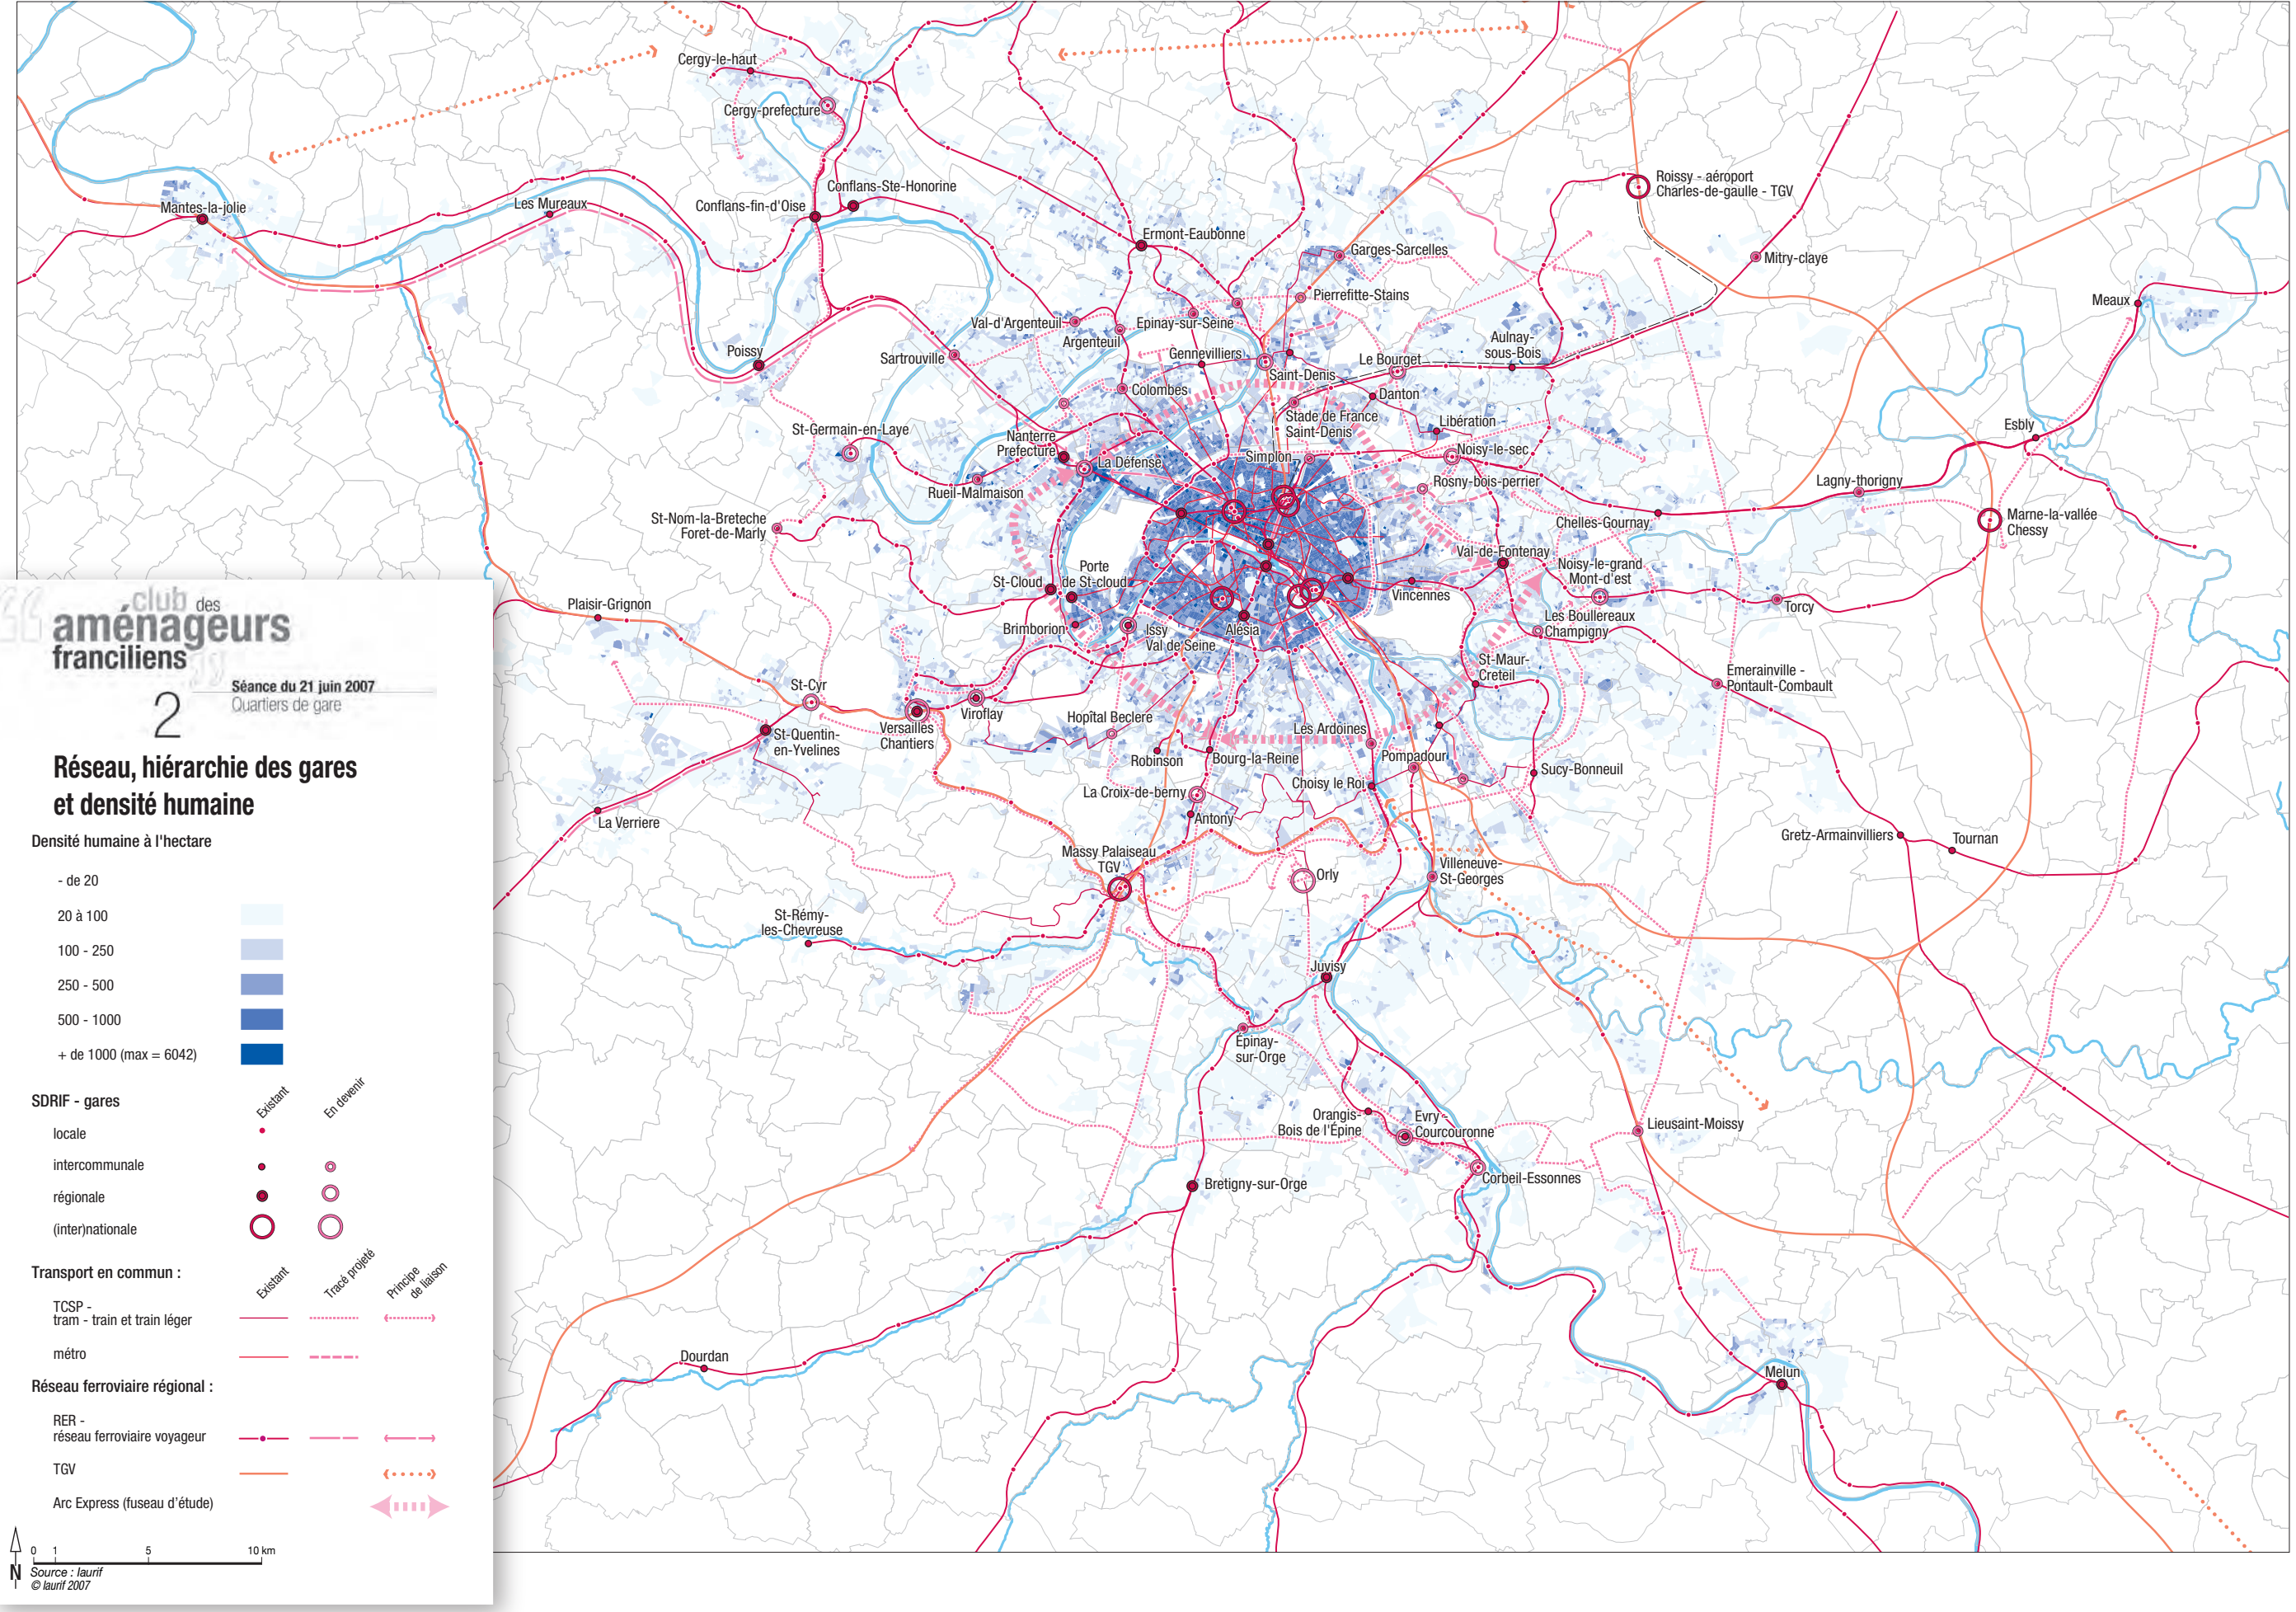 Cergy-le-haut
Cergy-prefecture
Conflans-Ste-Honorine
Conflans-fin-d'Oise
Mantes-la-jolie
Les Mureaux
Roissy - aéroport
Charles-de-gaulle - TGV
Ermont-Eaubonne
Garges-Sarcelles
Mitry-claye
Pierrefitte-Stains
Meaux
Val-d'Argenteuil
Epinay-sur-Seine
Argenteuil
Aulnay-
sous-Bois
Poissy
Sartrouville
Gennevilliers
Le Bourget
Saint-Denis
Colombes
Danton
Stade de France
Saint-Denis
Libération
Esbly
St-Germain-en-Laye
Nanterre
Prefecture
La Défense
Simplon
Noisy-le-sec
Rueil-Malmaison
Rosny-bois-perrier
Lagny-thorigny
St-Nom-la-Breteche
Foret-de-Marly
Chelles-Gournay
Marne-la-vallée
Chessy
Val-de-Fontenay
Noisy-le-grand
Mont-d'est
Porte
de St-cloud
St-Cloud
Vincennes
Plaisir-Grignon
Torcy
Brimborion
Issy
Val de Seine
Alésia
Les Boullereaux
Champigny
St-Maur-
Creteil
Emerainville -
Pontault-Combault
St-Cyr
Viroflay
Versailles
Chantiers
Hopîtal Beclere
Les Ardoines
St-Quentin-
en-Yvelines
Robinson
Bourg-la-Reine
Pompadour
Sucy-Bonneuil
La Croix-de-berny
Choisy le Roi
Antony
La Verriere
Gretz-Armainvilliers
Tournan
Massy Palaiseau
TGV
Orly
Villeneuve-
St-Georges
St-Rémy-
les-Chevreuse
Juvisy
Épinay-
sur-Orge
Orangis-
Bois de l'Épine
Evry -
Courcouronne
Lieusaint-Moissy
Corbeil-Essonnes
Bretigny-sur-Orge
Dourdan
Melun
club des
aménageurs
franciliens
2
Séance du 21 juin 2007
Quartiers de gare
Réseau, hiérarchie des gares
et densité humaine
Densité humaine à l'hectare
- de 20
20 à 100
100 - 250
250 - 500
500 - 1000
+ de 1000 (max = 6042)
SDRIF - gares
Existant
En devenir
locale
intercommunale
régionale
(inter)nationale
Transport en commun :
Existant
Tracé projeté
Principe
de liaison
TCSP -
tram - train et train léger
métro
Réseau ferroviaire régional :
RER -
réseau ferroviaire voyageur
TGV
Arc Express (fuseau d'étude)
0 1 5 10 km
N
Source : Iaurif
© Iaurif 2007